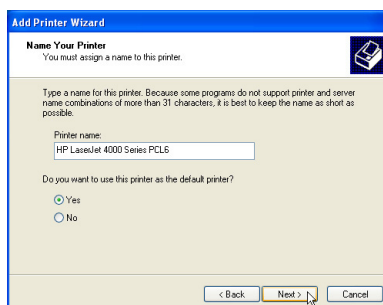 Add Printer Wizard
Name Your Printer
You must assign a name to this printer.
Type a name for this printer. Because some programs do not support printer and server
name combinations of more than 31 characters, it is best to keep the name as short as
possible.
Printer name:
HP LaserJet 4000 Series PCL6
Do you want to use this printer as the default printer?
Yes
No
< Back Next > Cancel